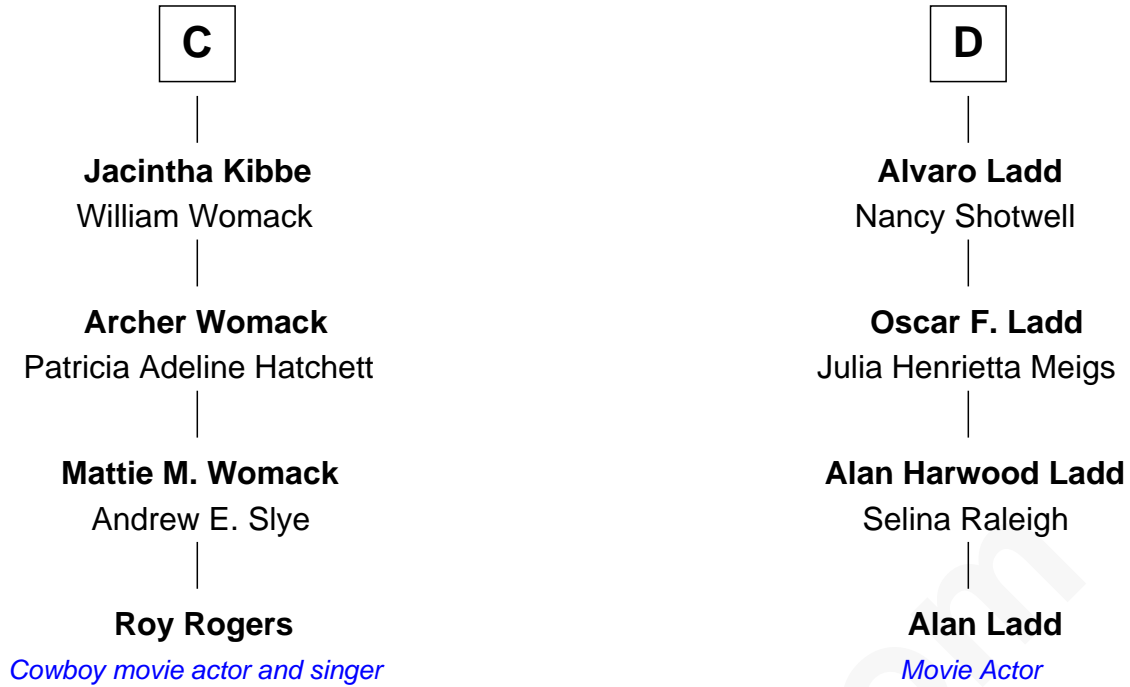 C
Jacintha Kibbe
William Womack
Archer Womack
Patricia Adeline Hatchett
Mattie M. Womack
Andrew E. Slye
Roy Rogers
Cowboy movie actor and singer
D
Alvaro Ladd
Nancy Shotwell
Oscar F. Ladd
Julia Henrietta Meigs
Alan Harwood Ladd
Selina Raleigh
Alan Ladd
Movie Actor